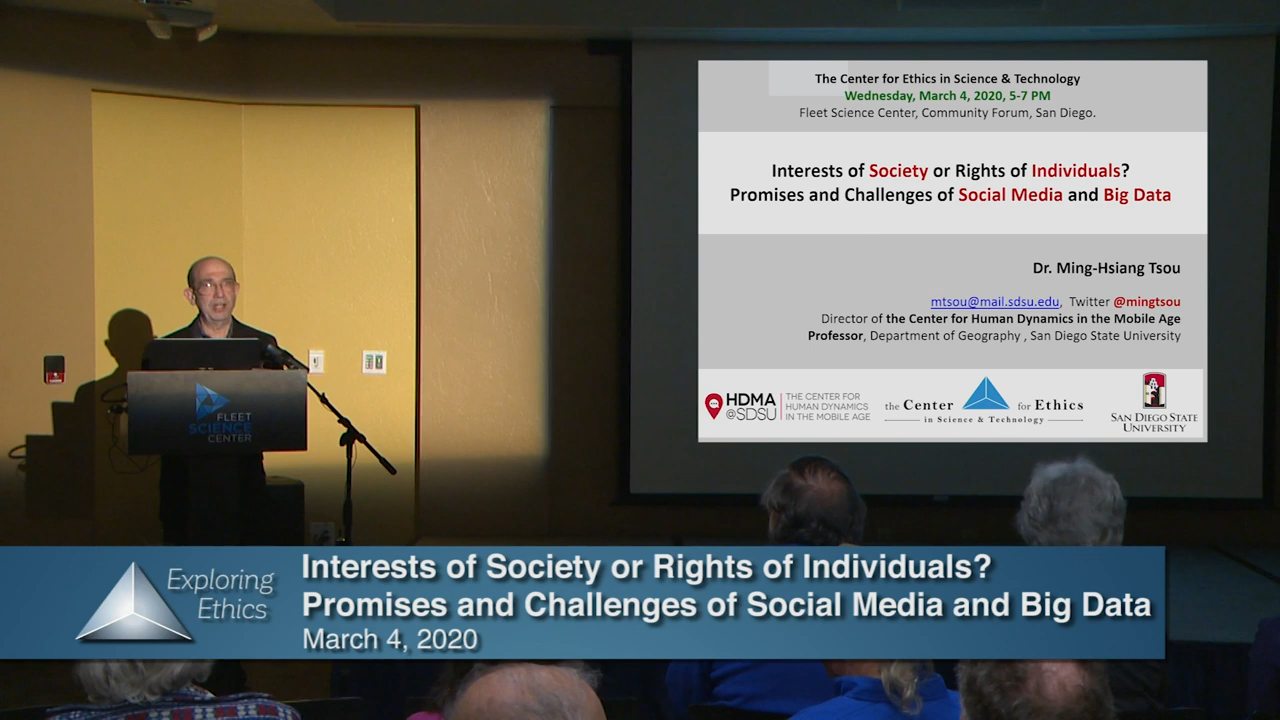 The Center for Ethics in Science & Technology
Wednesday, March 4, 2020, 5-7 PM
Fleet Science Center, Community Forum, San Diego.
Interests of Society or Rights of Individuals?
Promises and Challenges of Social Media and Big Data
Dr. Ming-Hsiang Tsou
mtsou@mail.sdsu.edu, Twitter @mingtsou
Director of the Center for Human Dynamics in the Mobile Age
Professor, Department of Geography , San Diego State University
HDMA
@SDSU
THE CENTER FOR
HUMAN DYNAMICS
IN THE MOBILE AGE
the Center for Ethics
in Science & Technology
SAN DIEGO STATE
UNIVERSITY
FLEET
SCIENCE
CENTER
Exploring
Ethics
Interests of Society or Rights of Individuals?
Promises and Challenges of Social Media and Big Data
March 4, 2020